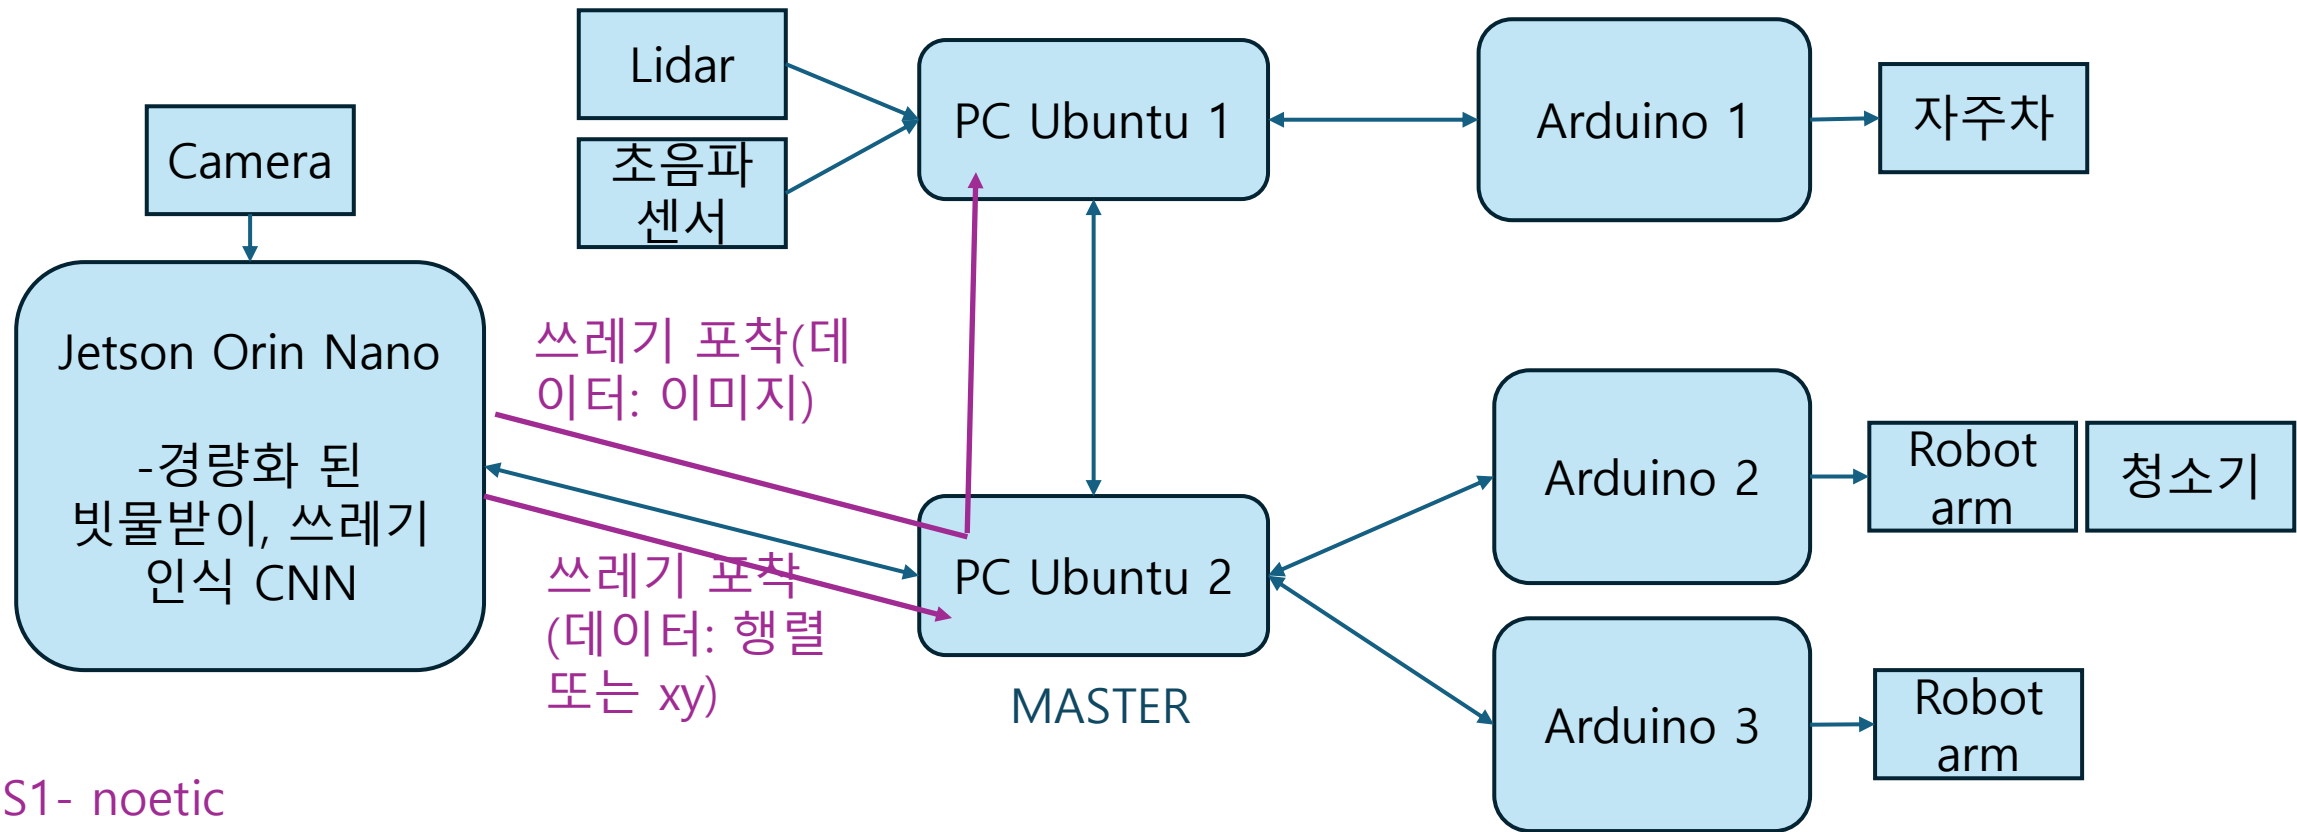 Lidar
PC Ubuntu 1
Arduino 1
자주차
Camera
초음파
센서
Jetson Orin Nano
-경량화 된
빗물받이, 쓰레기
인식 CNN
쓰레기 포착(데
이터: 이미지)
쓰레기 포착
(데이터: 행렬
또는 xy)
PC Ubuntu 2
MASTER
Arduino 2
Robot
arm
청소기
Arduino 3
Robot
arm
S1- noetic